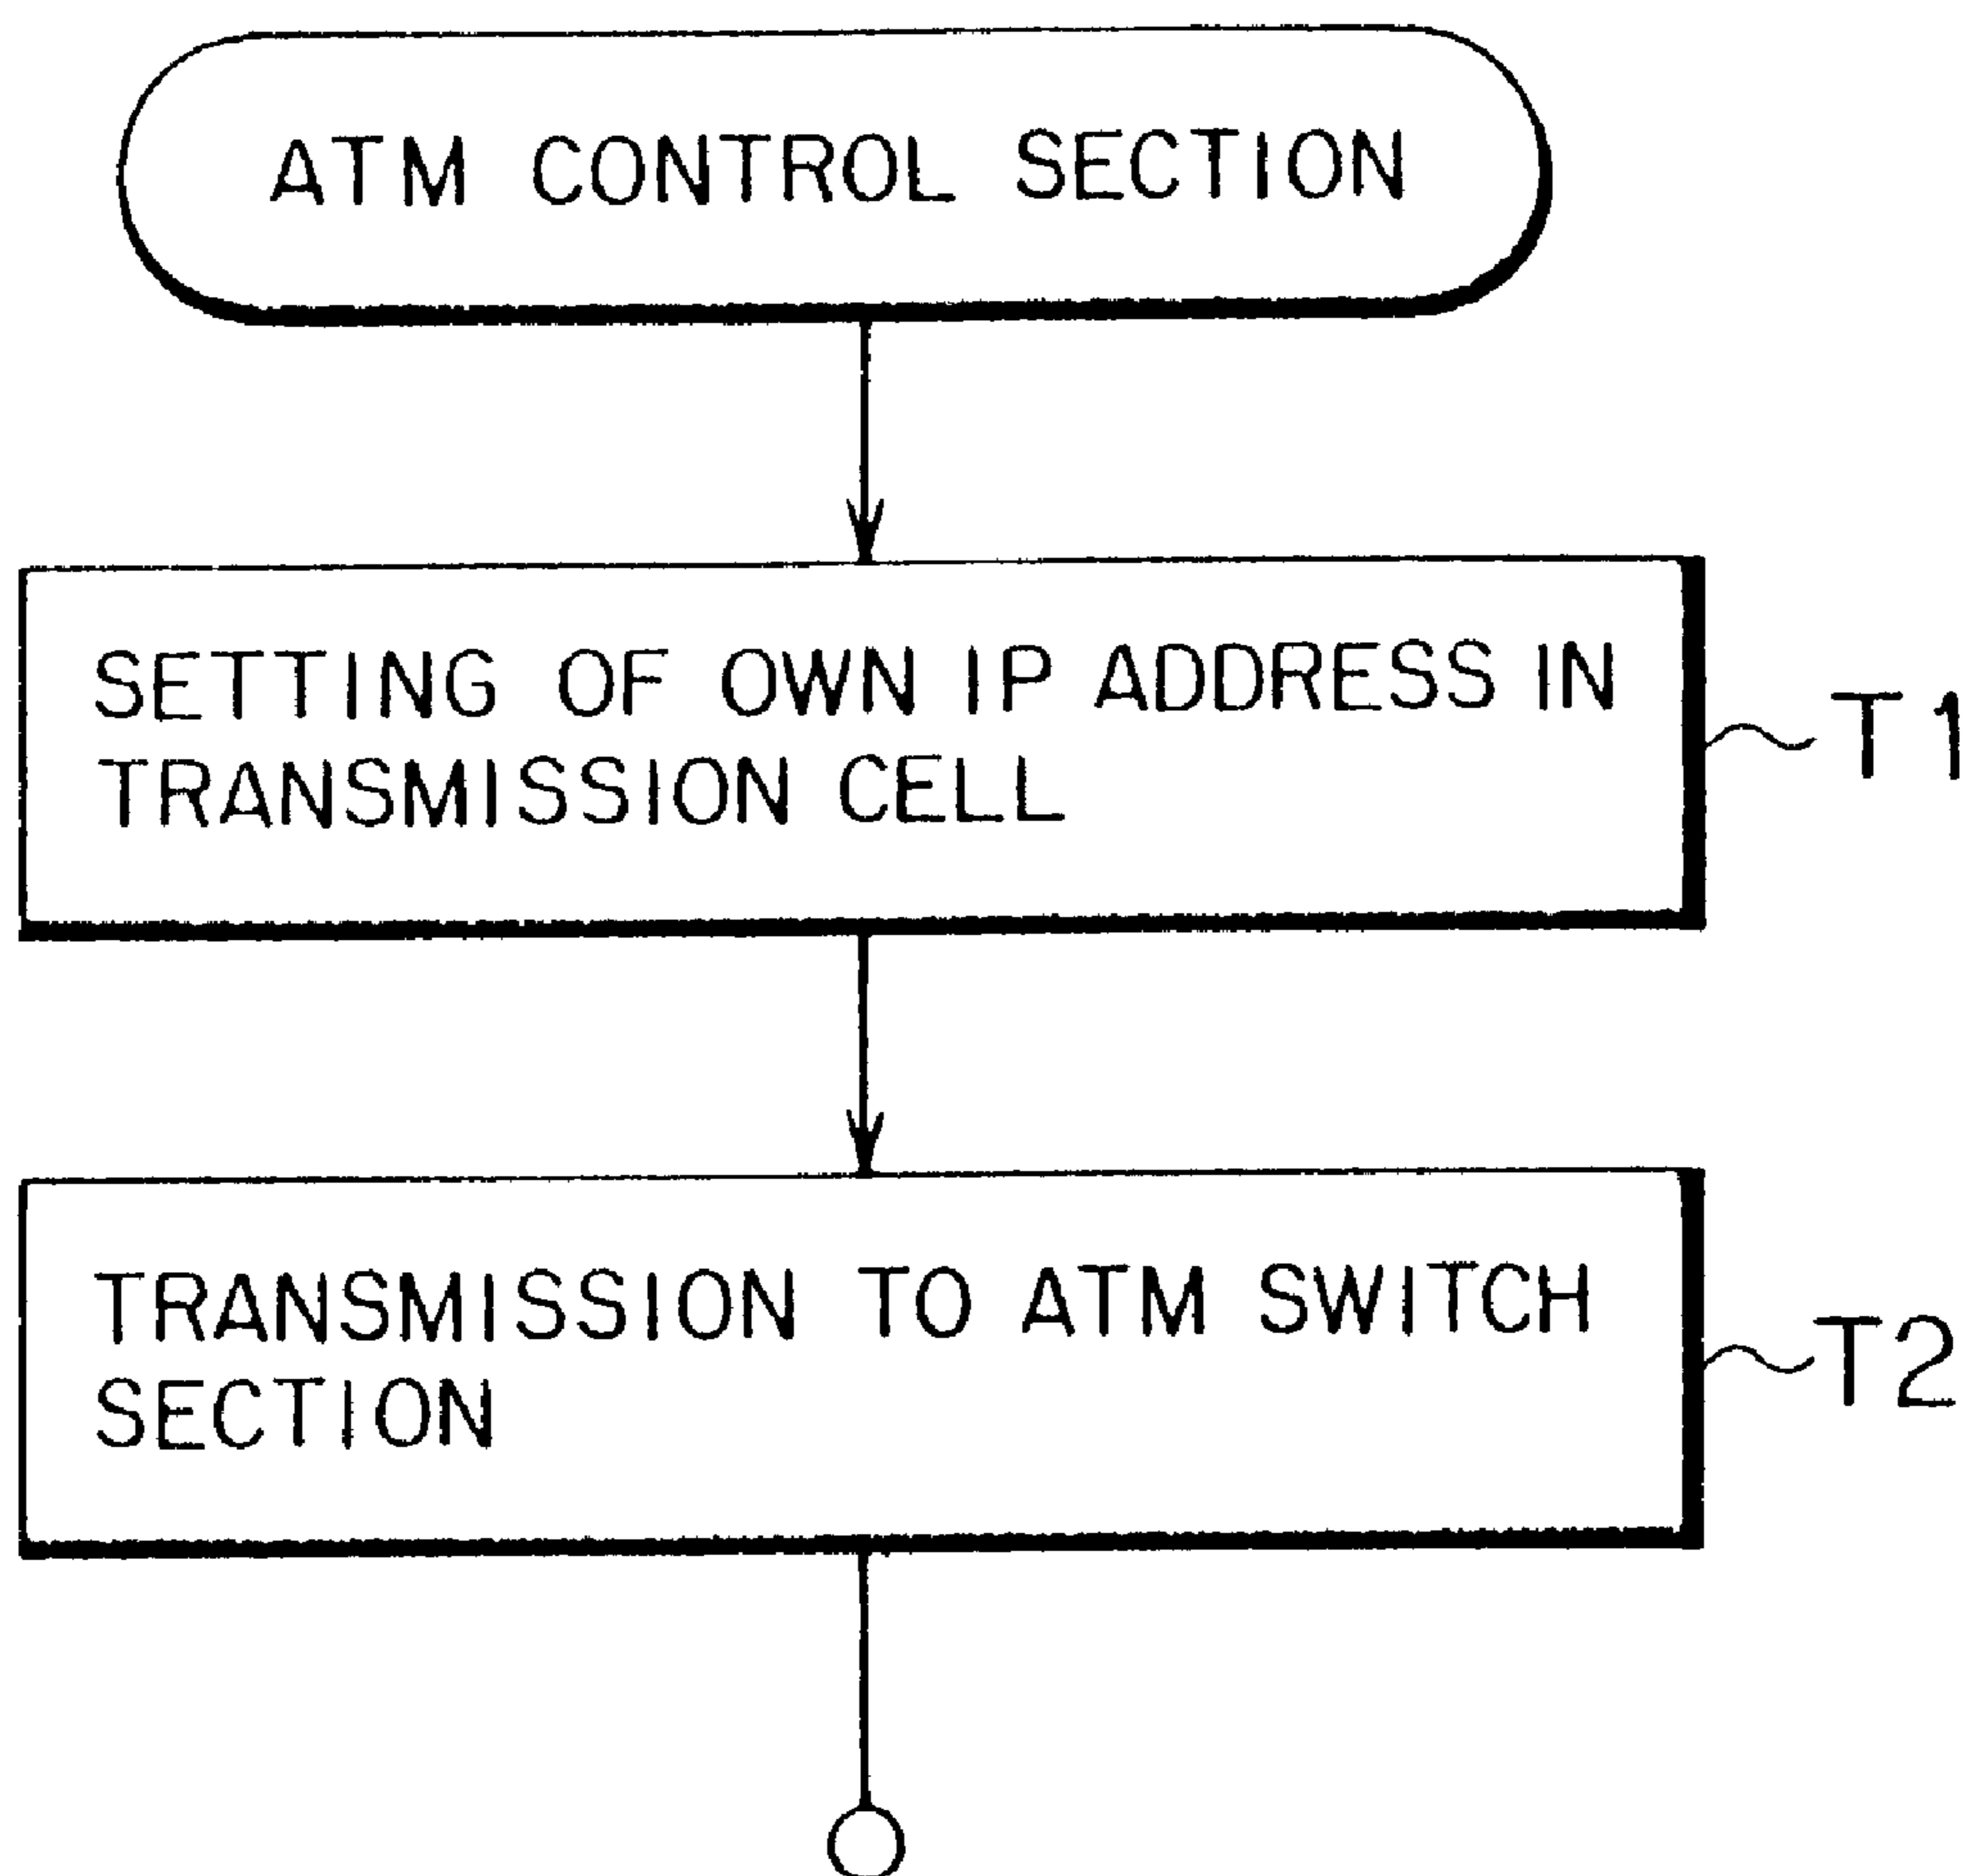 ATM CONTROL SECTION
SETTING OF OWN IP ADDRESS IN
TRANSMISSION CELL
T1
TRANSMISSION TO ATM SWITCH
SECTION
T2